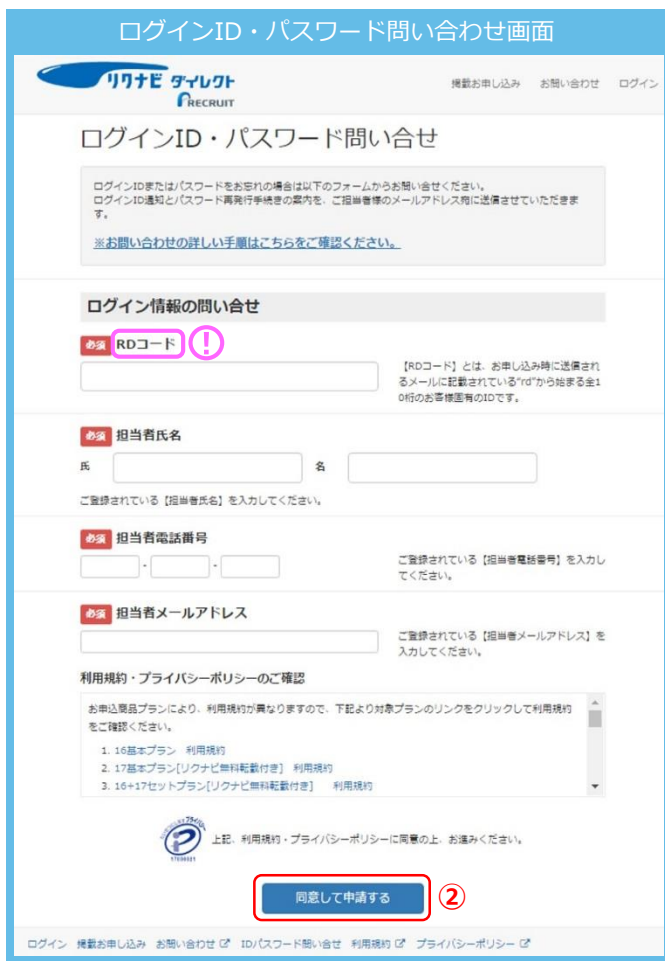 ログインID・パスワード問い合わせ画面
リクナビ ダイレクト
RECRUIT
掲載お申し込み お問い合わせ ログイン
ログインID・パスワード問い合せ
ログインIDまたはパスワードをお忘れの場合は以下のフォームからお問い合せください。
ログインID通知とパスワード再発行手続きの案内を、ご担当者様のメールアドレス宛に送信させていただきま
す。
※お問い合わせの詳しい手順はこちらをご確認ください。
ログイン情報の問い合せ
必須 RDコード !
【RDコード】とは、お申し込み時に送信され
るメールに記載されている"rd"から始まる全1
0桁のお客様固有のIDです。
必須 担当者氏名
氏 名
ご登録されている【担当者氏名】を入力してください。
必須 担当者電話番号
- -
ご登録されている【担当者電話番号】を入力し
てください。
必須 担当者メールアドレス
ご登録されている【担当者メールアドレス】を
入力してください。
利用規約・プライバシーポリシーのご確認
お申込商品プランにより、利用規約が異なりますので、下記より対象プランのリンクをクリックして利用規約
をご確認ください。
1. 16基本プラン 利用規約
2. 17基本プラン[リクナビ無料転載付き] 利用規約
3. 16+17セットプラン[リクナビ無料転載付き] 利用規約
上記、利用規約・プライバシーポリシーに同意の上、お進みください。
同意して申請する ②
ログイン 掲載お申し込み お問い合わせ ID/パスワード問い合せ 利用規約 プライバシーポリシー